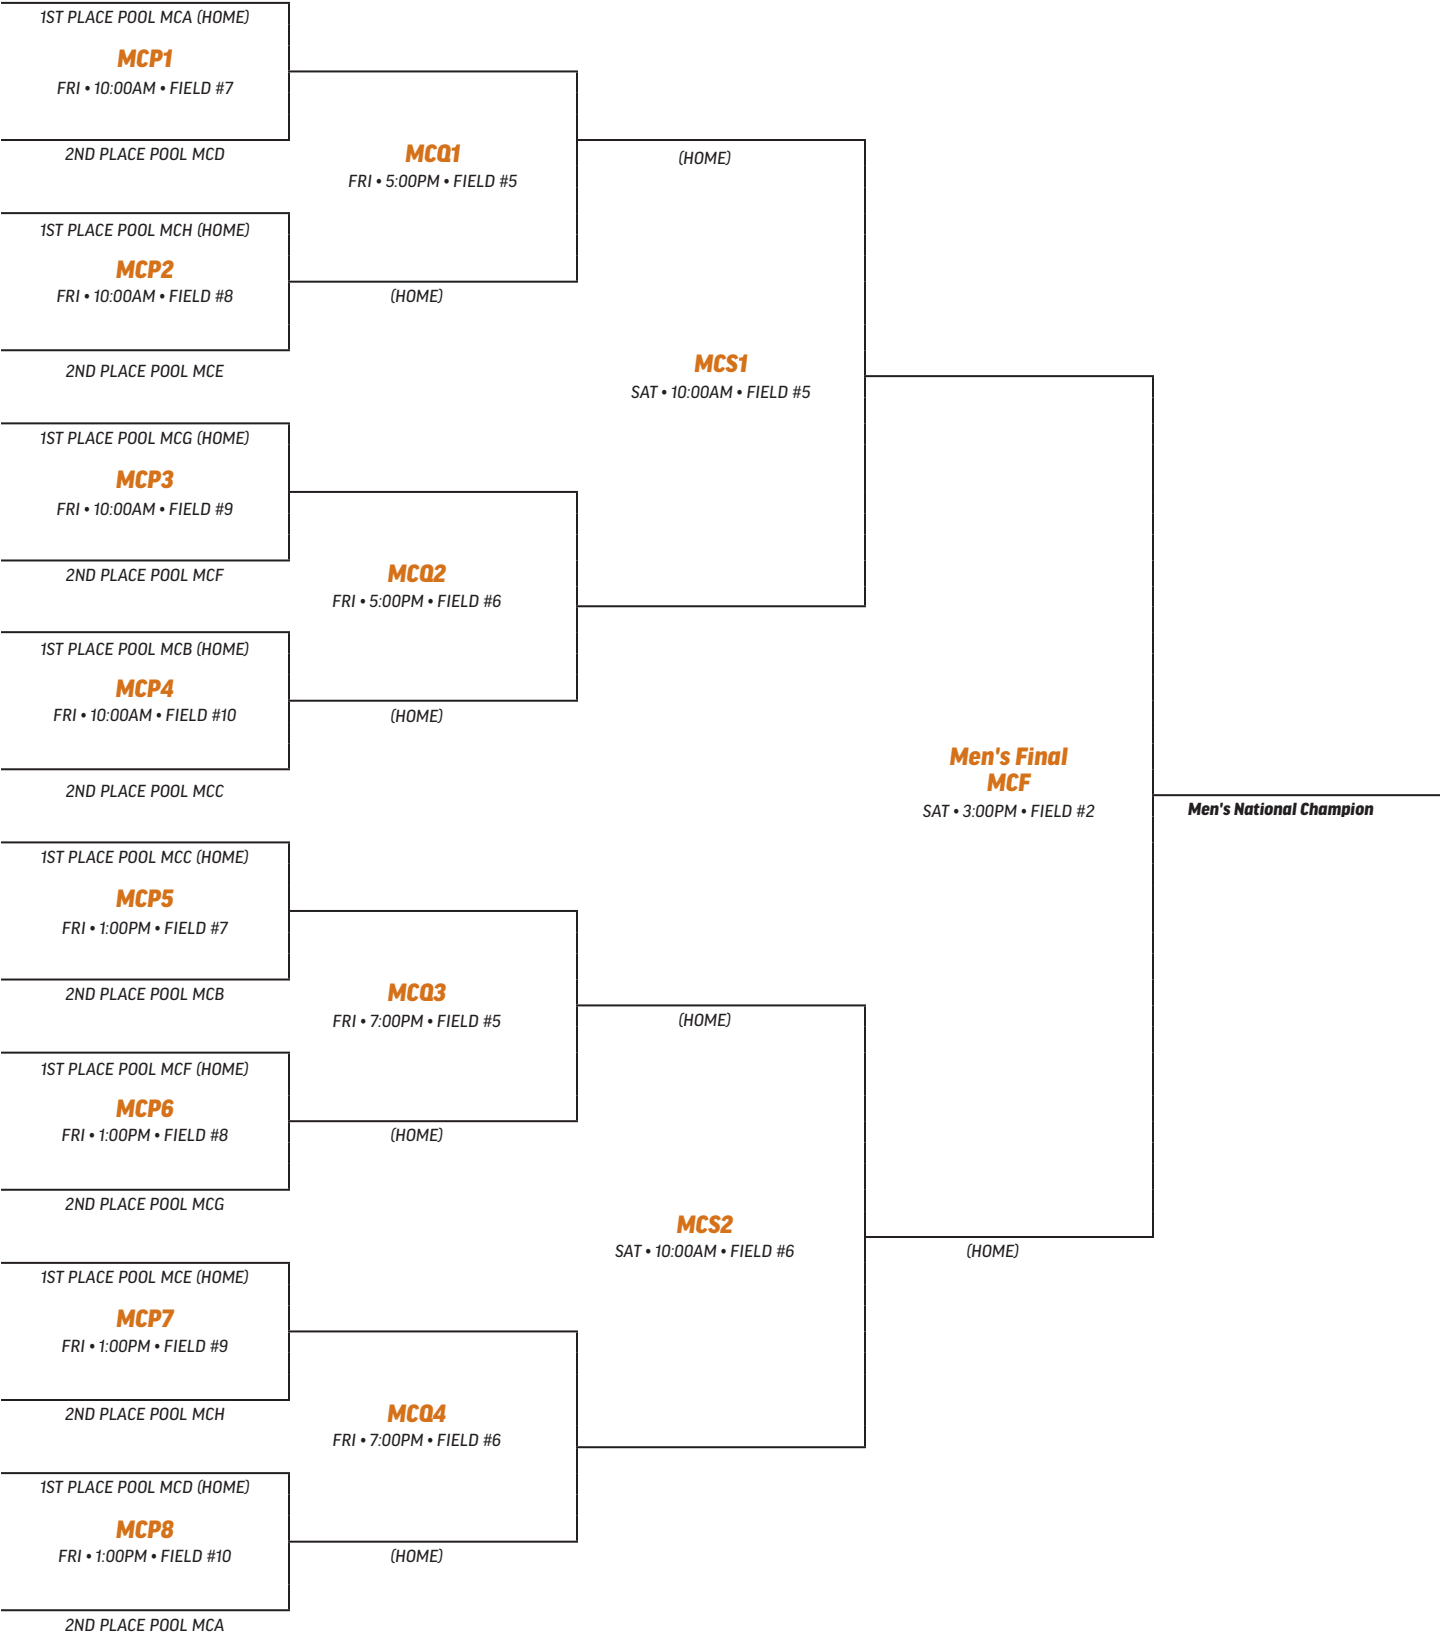 1ST PLACE POOL MCA (HOME)
MCP1
FRI • 10:00AM • FIELD #7
2ND PLACE POOL MCD
1ST PLACE POOL MCH (HOME)
MCP2
FRI • 10:00AM • FIELD #8
2ND PLACE POOL MCE
1ST PLACE POOL MCG (HOME)
MCP3
FRI • 10:00AM • FIELD #9
2ND PLACE POOL MCF
1ST PLACE POOL MCB (HOME)
MCP4
FRI • 10:00AM • FIELD #10
2ND PLACE POOL MCC
1ST PLACE POOL MCC (HOME)
MCP5
FRI • 1:00PM • FIELD #7
2ND PLACE POOL MCB
1ST PLACE POOL MCF (HOME)
MCP6
FRI • 1:00PM • FIELD #8
2ND PLACE POOL MCG
1ST PLACE POOL MCE (HOME)
MCP7
FRI • 1:00PM • FIELD #9
2ND PLACE POOL MCH
1ST PLACE POOL MCD (HOME)
MCP8
FRI • 1:00PM • FIELD #10
2ND PLACE POOL MCA
MCQ1
FRI • 5:00PM • FIELD #5
(HOME)
MCQ2
FRI • 5:00PM • FIELD #6
(HOME)
MCQ3
FRI • 7:00PM • FIELD #5
(HOME)
MCQ4
FRI • 7:00PM • FIELD #6
(HOME)
(HOME)
MCS1
SAT • 10:00AM • FIELD #5
(HOME)
MCS2
SAT • 10:00AM • FIELD #6
Men's Final
MCF
SAT • 3:00PM • FIELD #2
(HOME)
Men's National Champion